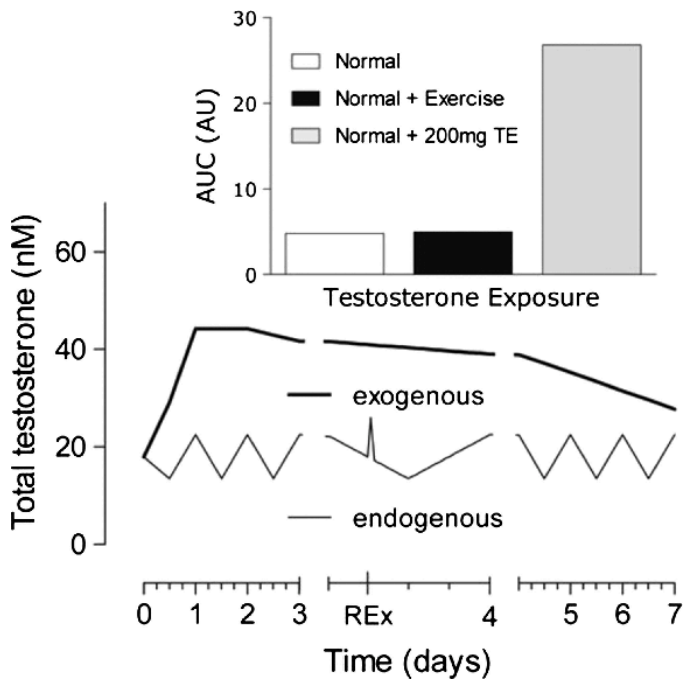 30
20
10
0
AUC (AU)
Normal
Normal + Exercise
Normal + 200mg TE
Testosterone Exposure
Total testosterone (nM)
60
40
20
0
exogenous
endogenous
0 1 2 3 REx 4 5 6 7
Time (days)